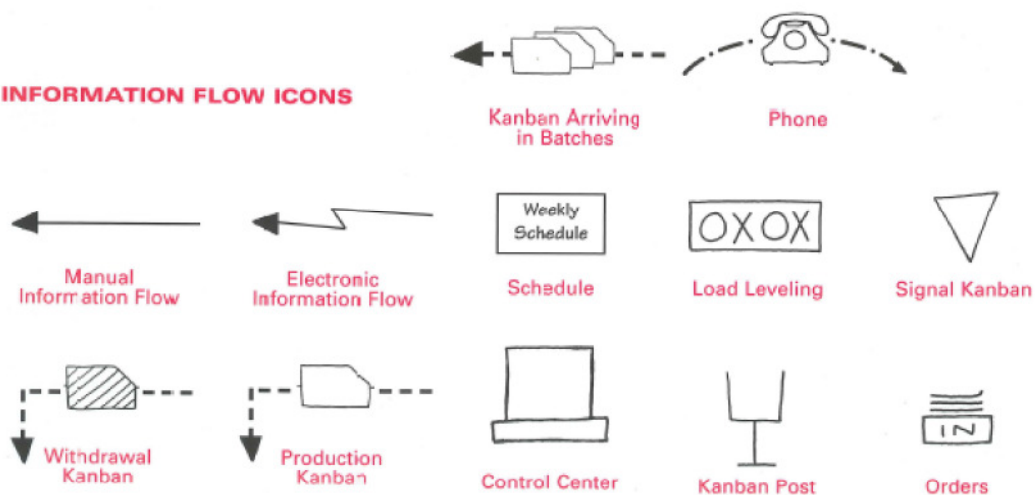 INFORMATION FLOW ICONS
Kanban Arriving
in Batches
Phone
Weekly
Schedule
OXOX
Manual
Information Flow
Electronic
Information Flow
Schedule
Load Leveling
Signal Kanban
IN
Withdrawal
Kanban
Production
Kanban
Control Center
Kanban Post
Orders